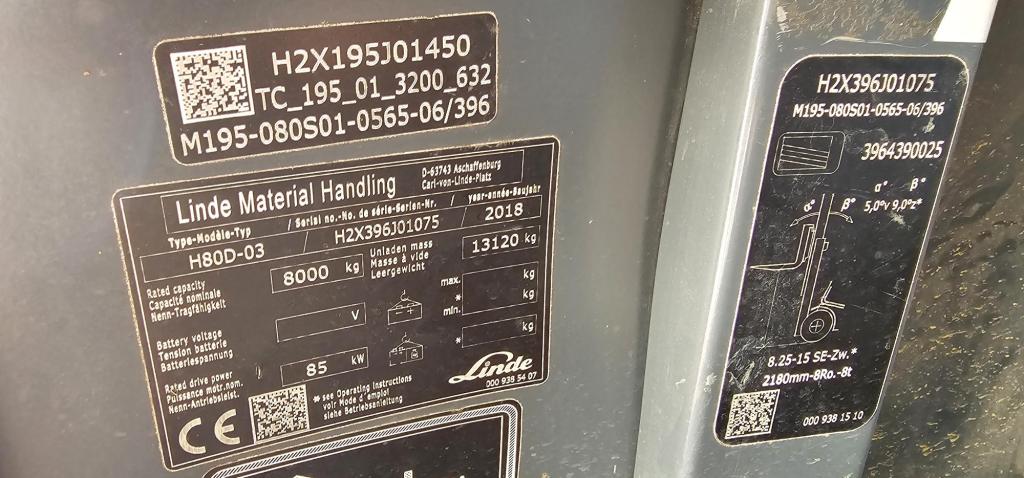 H2X195J01450
TC_195_01_3200_632
M195-080S01-0565-06/396
Linde Material Handling
D-63743 Aschaffenburg
Carl-von-Linde-Platz
Type-Modèle-Typ / Serial no.-No. de série-Serien-Nr. / year-année-Baujahr
H80D-03 H2X396J01075 2018
Rated capacity
Capacité nominale
Nenn-Tragfähigkeit
8000 kg
Unladen mass
Masse à vide
Leergewicht
13120 kg
Battery voltage
Tension batterie
Batteriespannung
V
max. kg
* kg
min.
* kg
Rated drive power
Puissance motr.nom.
Nenn-Antriebsleist.
85 kW
Linde
000 938 54 07
CE
* see Operating Instructions
voir Mode d'emploi
siehe Betriebsanleitung
H2X396J01075
M195-080S01-0565-06/396
3964390025
α° β°
α° β° 5,0°v 9,0°z*
8.25-15 SE-Zw.*
2180mm-8Ro.-8t
000 938 15 10